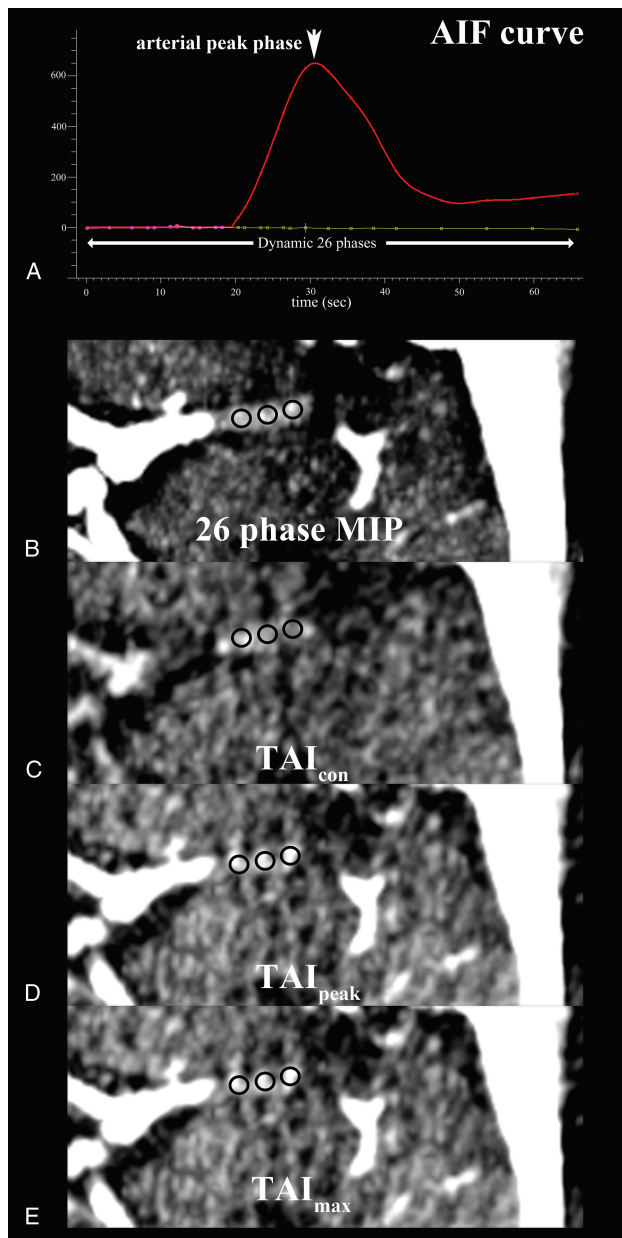 AIF curve
arterial peak phase
600
400
200
0
Dynamic 26 phases
A
0 10 20 30 40 50 60
time (sec)
26 phase MIP
B
TAIcon
C
TAIpeak
D
TAImax
E